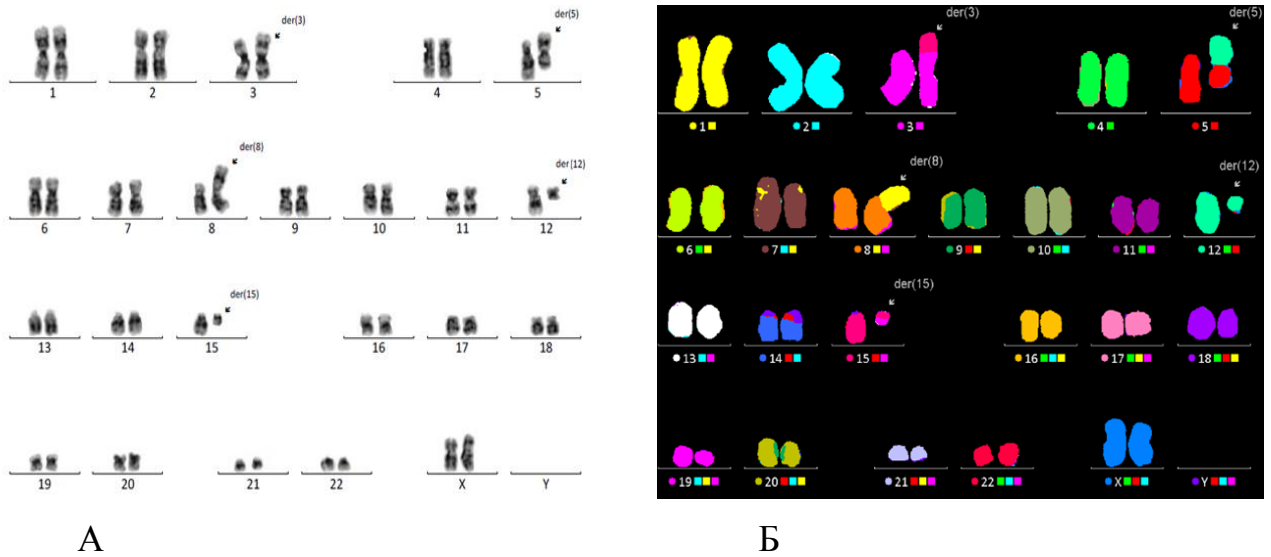 der(3) der(5)
1 2 3 4 5
der(8) der(12)
6 7 8 9 10 11 12
der(15)
13 14 15 16 17 18
19 20 21 22 X Y
А
der(3) der(5)
1 2 3 4 5
der(8) der(12)
6 7 8 9 10 11 12
der(15)
13 14 15 16 17 18
19 20 21 22 X Y
Б